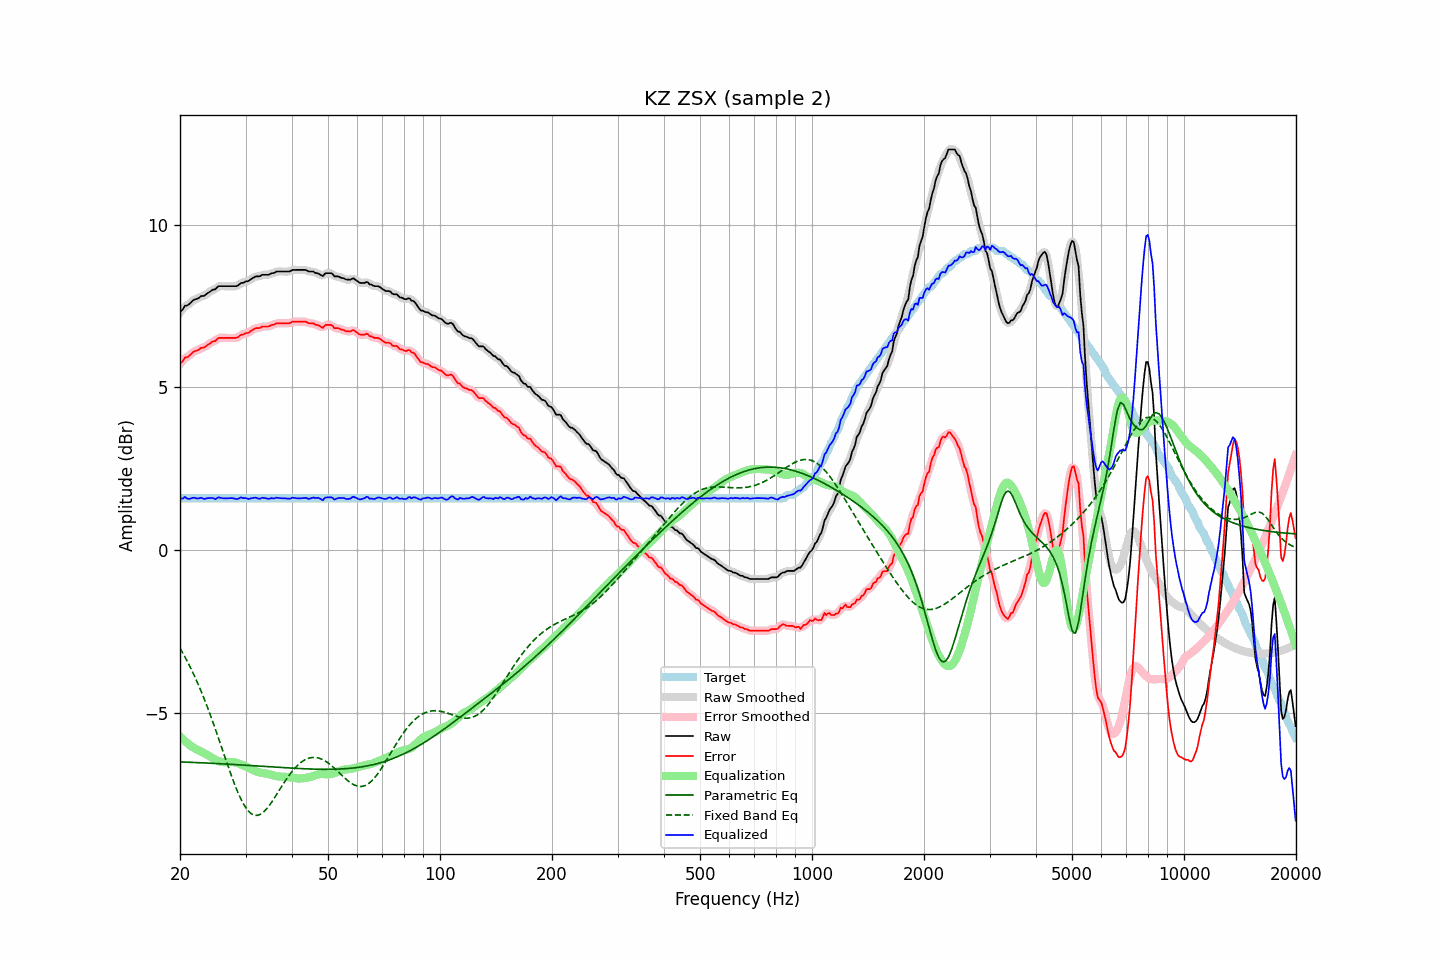 KZ ZSX (sample 2)
Amplitude (dBr)
10
5
0
−5
Target
Raw Smoothed
Error Smoothed
Raw
Error
Equalization
Parametric Eq
Fixed Band Eq
Equalized
20
50
100
200
500
1000
2000
5000
10000
20000
Frequency (Hz)